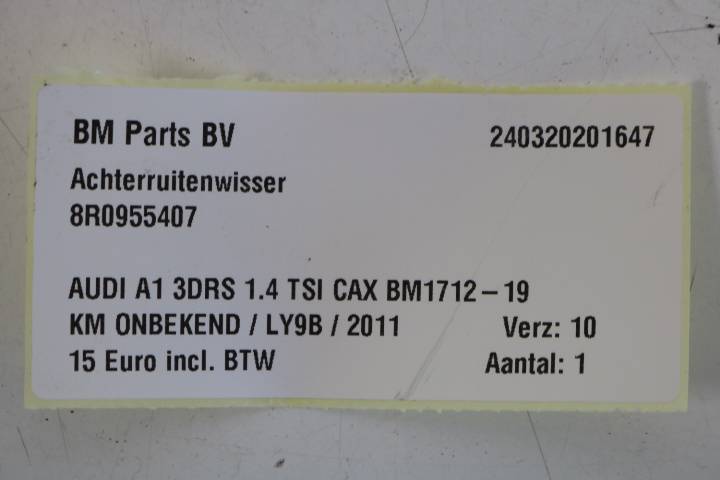 BM Parts BV 240320201647
Achterruitenwisser
8R0955407
AUDI A1 3DRS 1.4 TSI CAX BM1712-19
KM ONBEKEND / LY9B / 2011 Verz: 10
15 Euro incl. BTW Aantal: 1